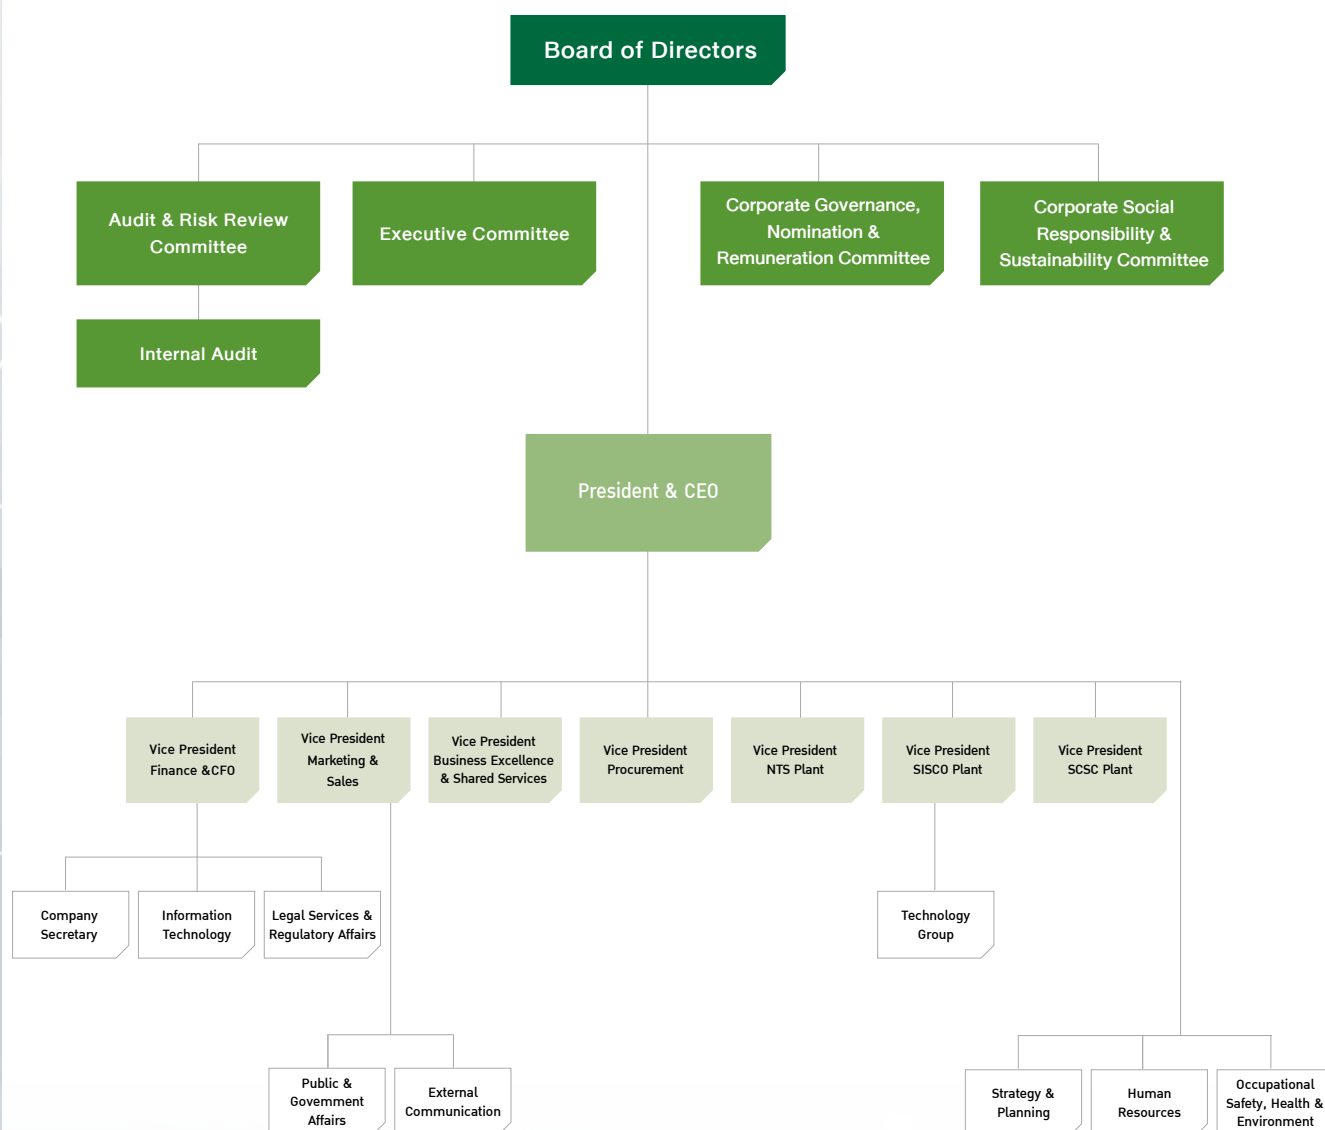 Board of Directors
Audit & Risk Review
Committee
Executive Committee
Corporate Governance,
Nomination &
Remuneration Committee
Corporate Social
Responsibility &
Sustainability Committee
Internal Audit
President & CEO
Vice President
Finance &CFO
Vice President
Marketing &
Sales
Vice President
Business Excellence
& Shared Services
Vice President
Procurement
Vice President
NTS Plant
Vice President
SISCO Plant
Vice President
SCSC Plant
Company
Secretary
Information
Technology
Legal Services &
Regulatory Affairs
Technology
Group
Public &
Government
Affairs
External
Communication
Strategy &
Planning
Human
Resources
Occupational
Safety, Health &
Environment